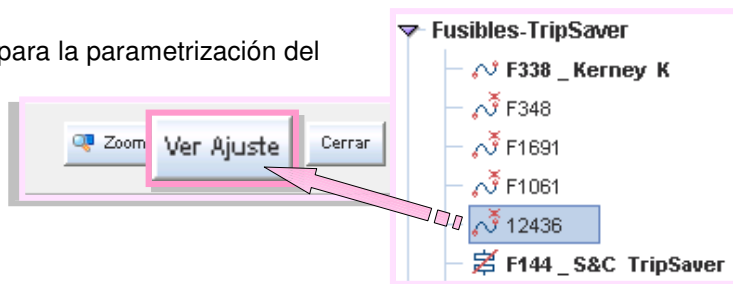 para la parametrización del
Zoom
Ver Ajuste
Cerrar
Fusibles-TripSaver
F338 _ Kerney K
F348
F1691
F1061
12436
F144 _ S&C TripSaver